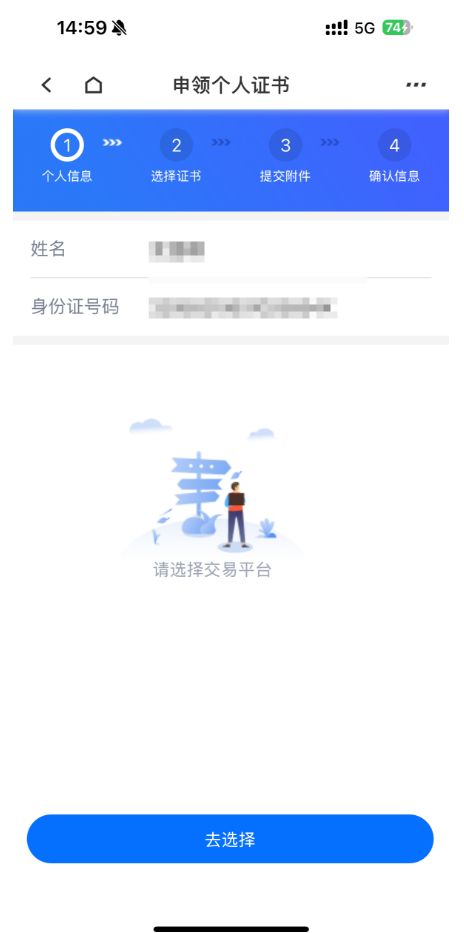 14:59 5G 74
申领个人证书
1 2 3 4
个人信息 选择证书 提交附件 确认信息
姓名
身份证号码
请选择交易平台
去选择